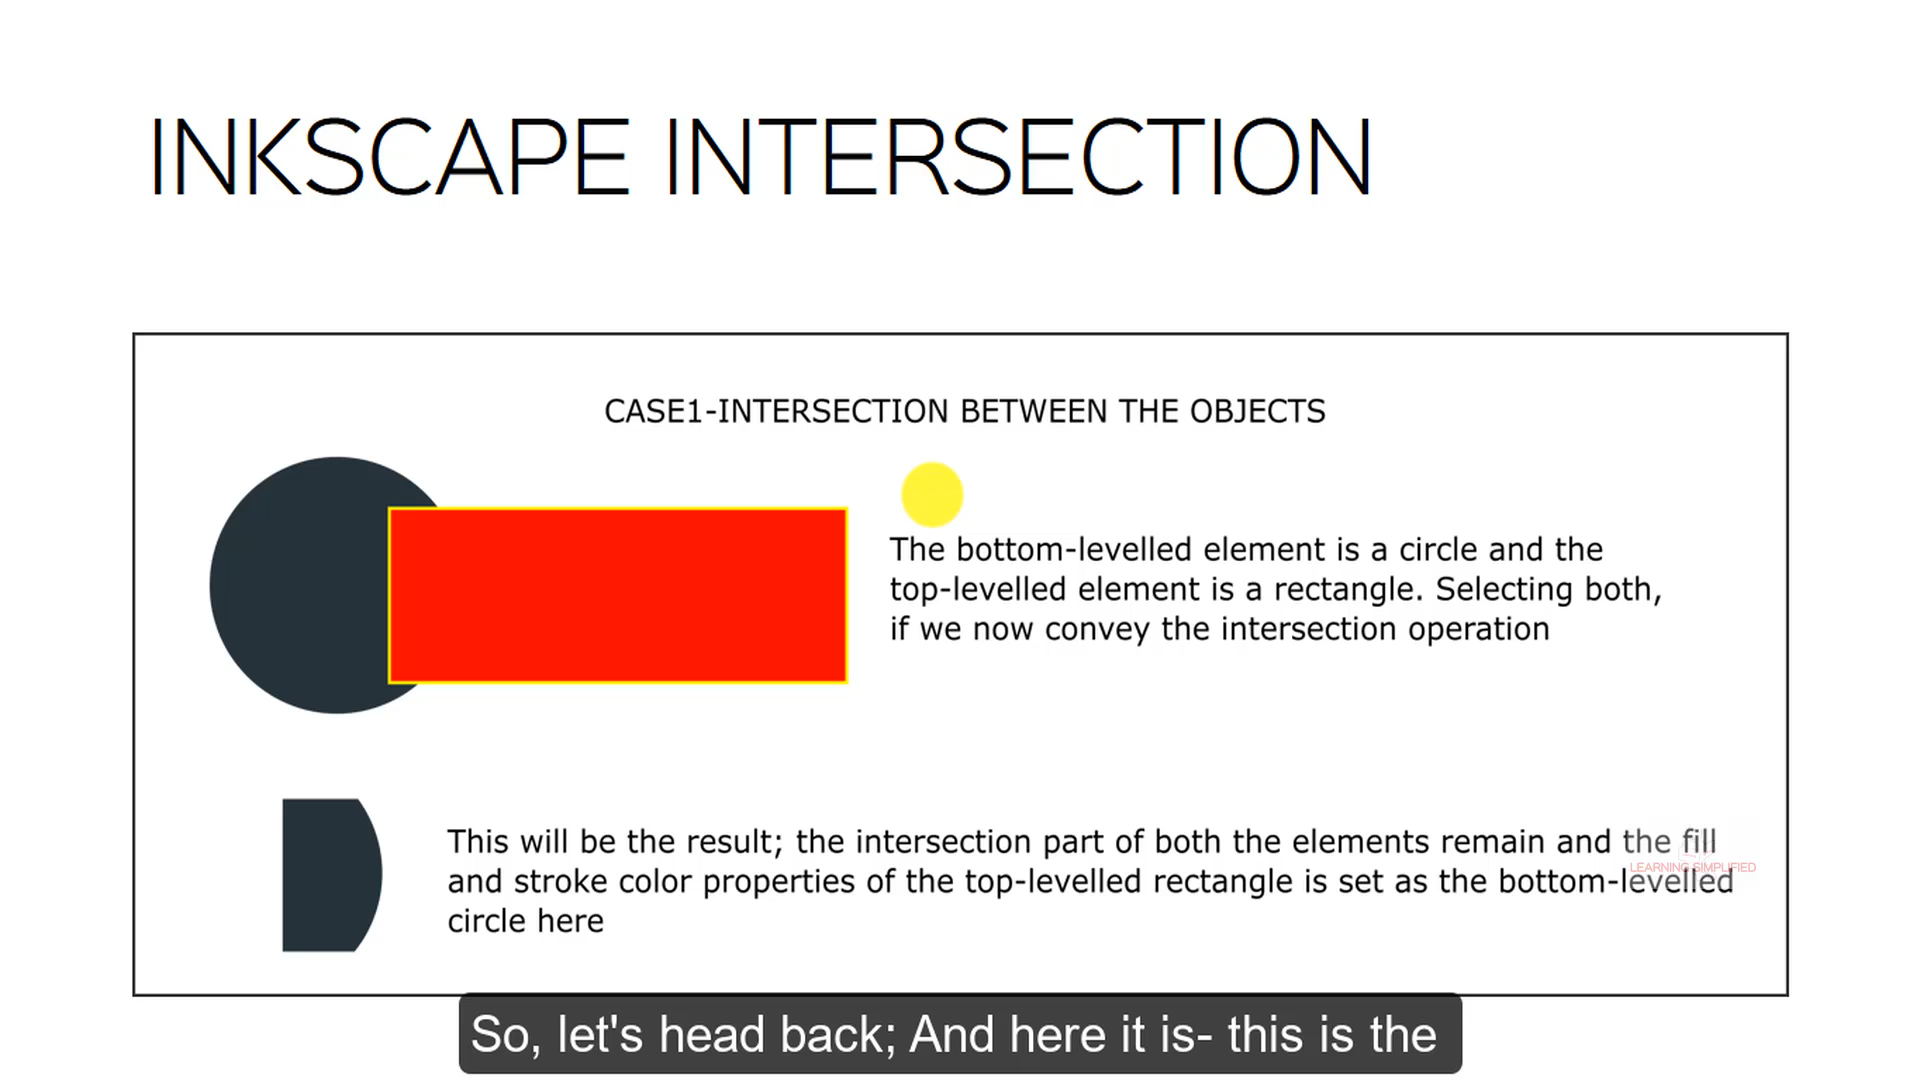 INKSCAPE INTERSECTION
CASE1-INTERSECTION BETWEEN THE OBJECTS
The bottom-levelled element is a circle and the
top-levelled element is a rectangle. Selecting both,
if we now convey the intersection operation
This will be the result; the intersection part of both the elements remain and the fill
LEARNING SIMPLIFIED
and stroke color properties of the top-levelled rectangle is set as the bottom-levelled
circle here
So, let's head back; And here it is- this is the